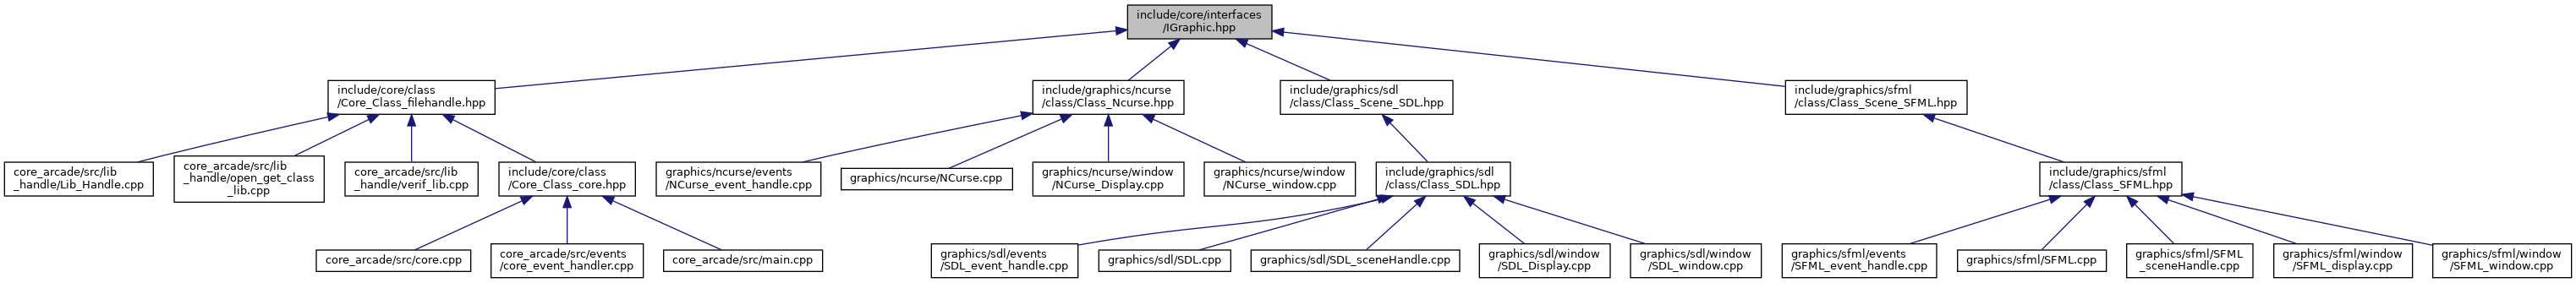 include/core/interfaces
/IGraphic.hpp
include/core/class
/Core_Class_filehandle.hpp
include/graphics/ncurse
/class/Class_Ncurse.hpp
include/graphics/sdl
/class/Class_Scene_SDL.hpp
include/graphics/sfml
/class/Class_Scene_SFML.hpp
core_arcade/src/lib
_handle/Lib_Handle.cpp
core_arcade/src/lib
_handle/open_get_class
_lib.cpp
core_arcade/src/lib
_handle/verif_lib.cpp
include/core/class
/Core_Class_core.hpp
graphics/ncurse/events
/NCurse_event_handle.cpp
graphics/ncurse/NCurse.cpp
graphics/ncurse/window
/NCurse_Display.cpp
graphics/ncurse/window
/NCurse_window.cpp
include/graphics/sdl
/class/Class_SDL.hpp
include/graphics/sfml
/class/Class_SFML.hpp
core_arcade/src/core.cpp
core_arcade/src/events
/core_event_handler.cpp
core_arcade/src/main.cpp
graphics/sdl/events
/SDL_event_handle.cpp
graphics/sdl/SDL.cpp
graphics/sdl/SDL_sceneHandle.cpp
graphics/sdl/window
/SDL_Display.cpp
graphics/sdl/window
/SDL_window.cpp
graphics/sfml/events
/SFML_event_handle.cpp
graphics/sfml/SFML.cpp
graphics/sfml/SFML
_sceneHandle.cpp
graphics/sfml/window
/SFML_display.cpp
graphics/sfml/window
/SFML_window.cpp